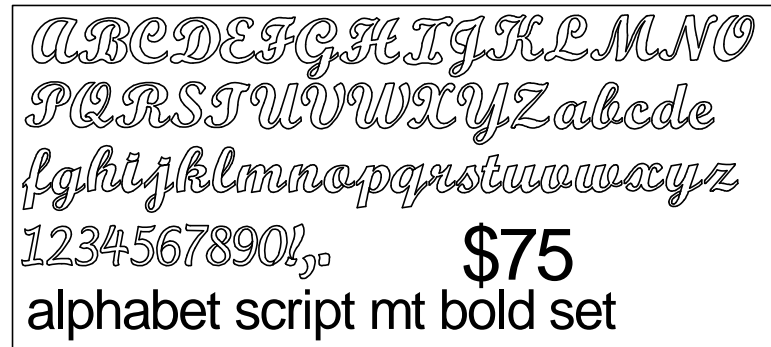 ABCDEFGHIJKLMNO
PQRSTUVWXYZabcde
fghijklmnopqrstuvwxyz
1234567890!,.
$75
alphabet script mt bold set